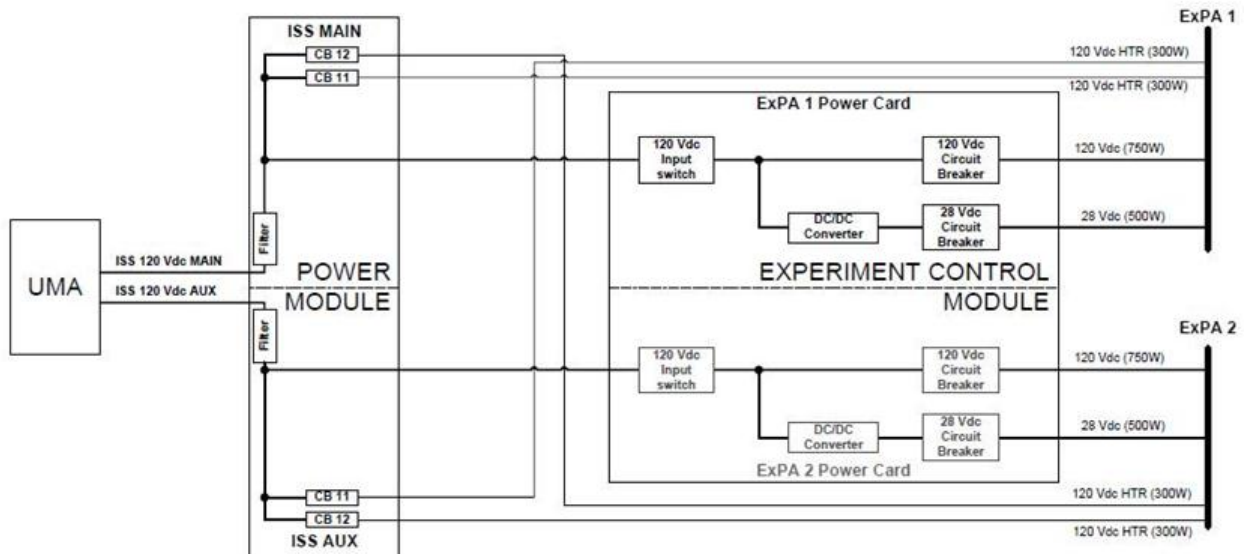 ExPA 1
ISS MAIN
CB 12
CB 11
120 Vdc HTR (300W)
120 Vdc HTR (300W)
ExPA 1 Power Card
120 Vdc
Input
switch
120 Vdc
Circuit
Breaker
120 Vdc (750W)
DC/DC
Converter
28 Vdc
Circuit
Breaker
28 Vdc (500W)
Filter
UMA
ISS 120 Vdc MAIN
ISS 120 Vdc AUX
POWER
MODULE
EXPERIMENT CONTROL
MODULE
Filter
ExPA 2
120 Vdc
Input
switch
120 Vdc
Circuit
Breaker
120 Vdc (750W)
DC/DC
Converter
28 Vdc
Circuit
Breaker
28 Vdc (500W)
ExPA 2 Power Card
CB 11
CB 12
ISS AUX
120 Vdc HTR (300W)
120 Vdc HTR (300W)